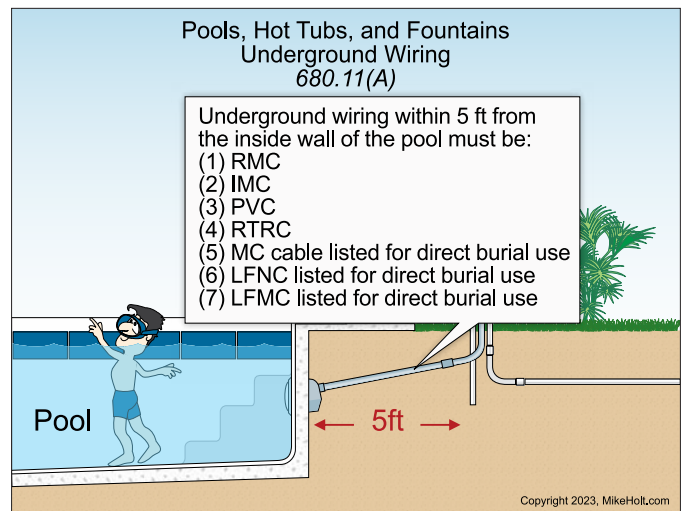 Pools, Hot Tubs, and Fountains
Underground Wiring
680.11(A)
Underground wiring within 5 ft from
the inside wall of the pool must be:
(1) RMC
(2) IMC
(3) PVC
(4) RTRC
(5) MC cable listed for direct burial use
(6) LFNC listed for direct burial use
(7) LFMC listed for direct burial use
Pool
5ft
Copyright 2023, MikeHolt.com